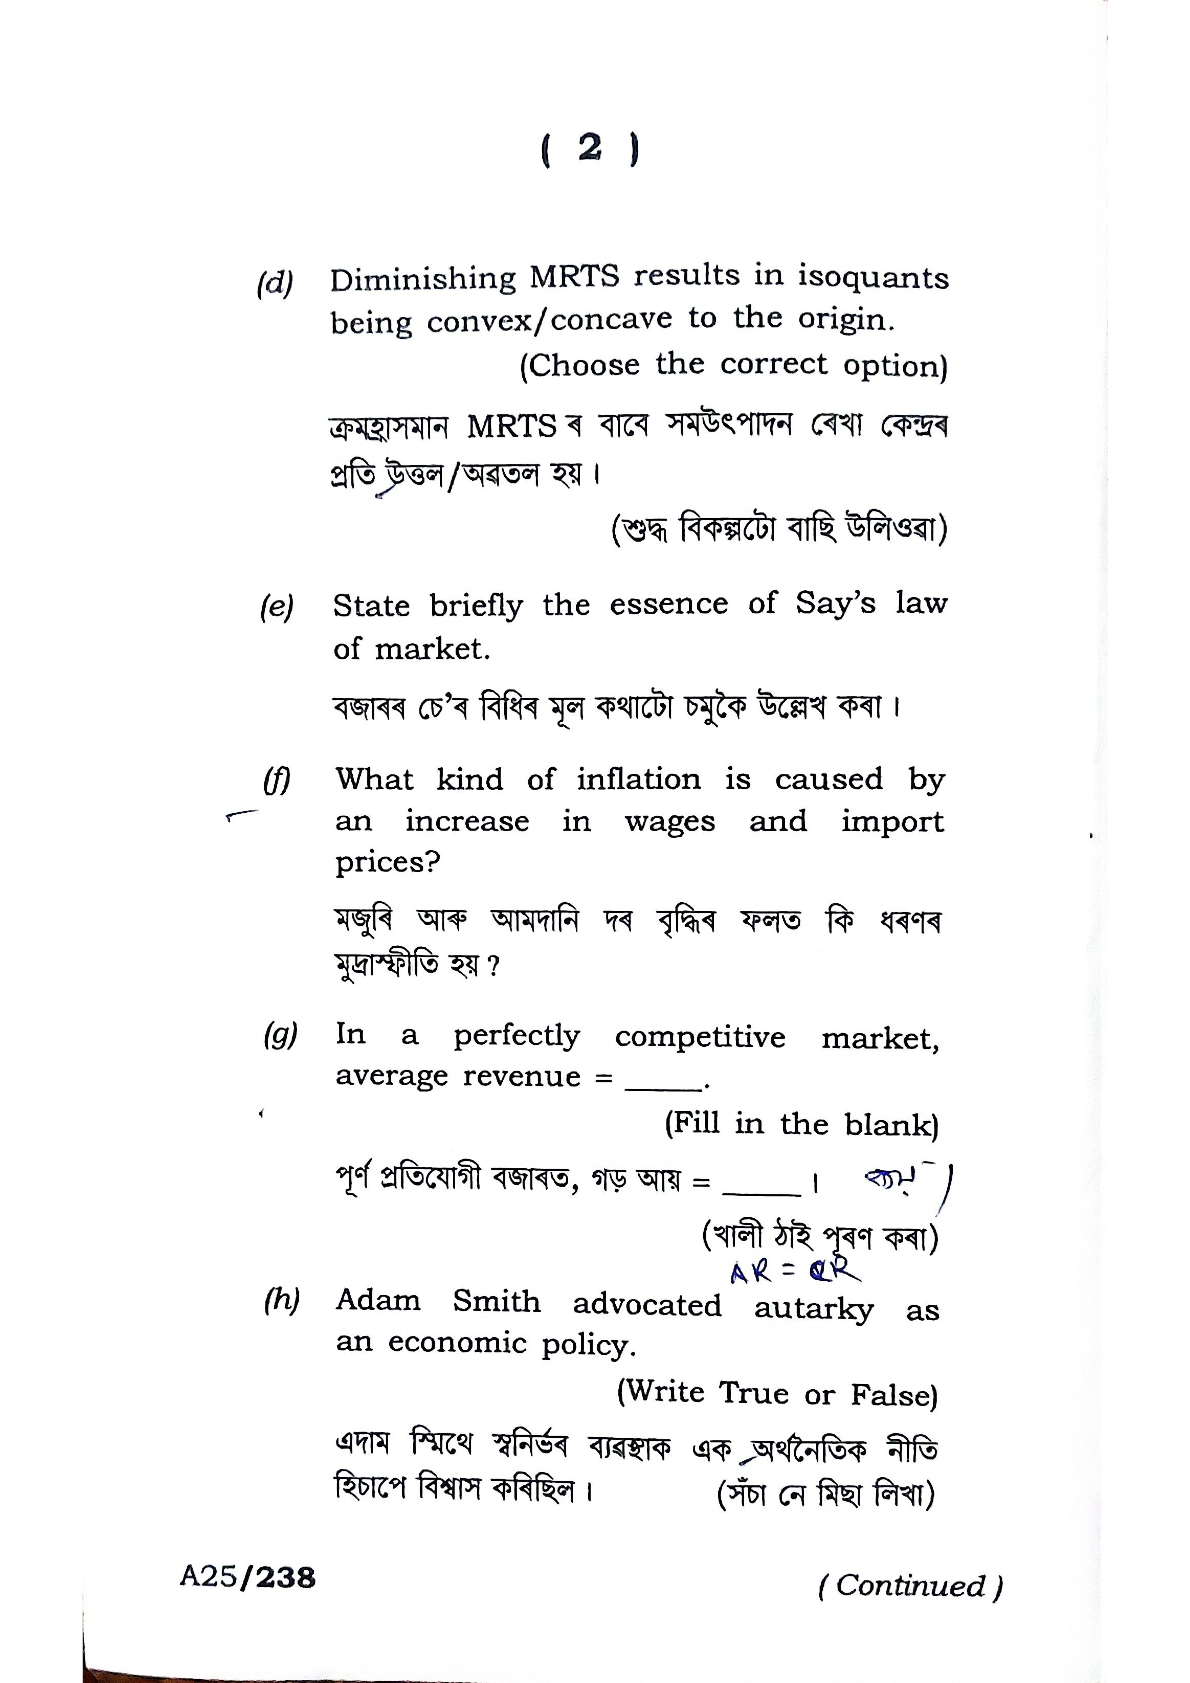 ( 2 )
(d) Diminishing MRTS results in isoquants
being convex/concave to the origin.
(Choose the correct option)
ক্ৰমহ্ৰাসমান MRTS ৰ বাবে সমউৎপাদন ৰেখা কেন্দ্ৰৰ
প্ৰতি উত্তল/অৱতল হয় ।
(শুদ্ধ বিকল্পটো বাছি উলিওৱা)
(e) State briefly the essence of Say's law
of market.
বজাৰৰ চে'ৰ বিধিৰ মূল কথাটো চমুকৈ উল্লেখ কৰা ।
(f) What kind of inflation is caused by
an increase in wages and import
prices?
মজুৰি আৰু আমদানি দৰ বৃদ্ধিৰ ফলত কি ধৰণৰ
মুদ্ৰাস্ফীতি হয় ?
(g) In a perfectly competitive market,
average revenue = _____.
(Fill in the blank)
পূৰ্ণ প্ৰতিযোগী বজাৰত, গড় আয় = _____ ।
(খালী ঠাই পূৰণ কৰা)
AR =
(h) Adam Smith advocated autarky as
an economic policy.
(Write True or False)
এদাম স্মিথে স্বনিৰ্ভৰ ব্যৱস্থাক এক অৰ্থনৈতিক নীতি
হিচাপে বিশ্বাস কৰিছিল । (সঁচা নে মিছা লিখা)
A25/238 ( Continued )